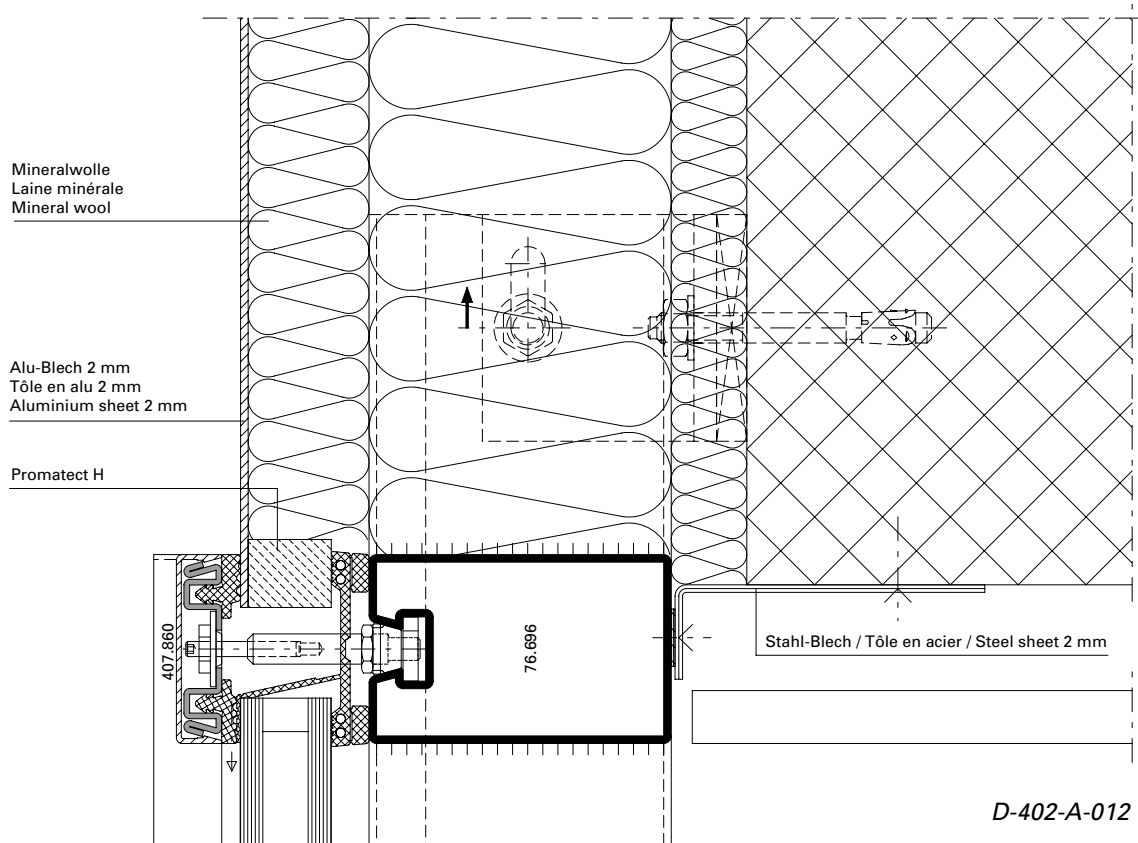 Mineralwolle
Laine minérale
Mineral wool
Alu-Blech 2 mm
Tôle en alu 2 mm
Aluminium sheet 2 mm
Promatect H
407.860
76.696
Stahl-Blech / Tôle en acier / Steel sheet 2 mm
D-402-A-012